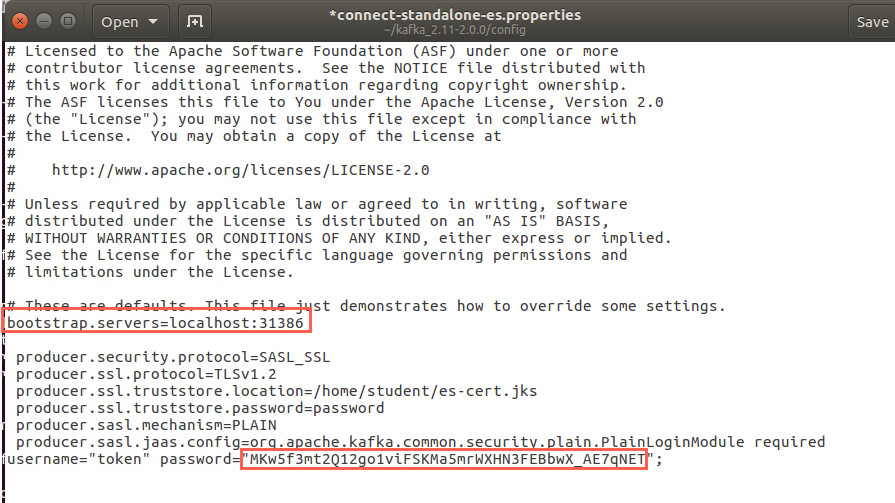 Open
*connect-standalone-es.properties
~/kafka_2.11-2.0.0/config
Save
# Licensed to the Apache Software Foundation (ASF) under one or more
# contributor license agreements.  See the NOTICE file distributed with
# this work for additional information regarding copyright ownership.
# The ASF licenses this file to You under the Apache License, Version 2.0
# (the "License"); you may not use this file except in compliance with
# the License.  You may obtain a copy of the License at
#
#    http://www.apache.org/licenses/LICENSE-2.0
#
# Unless required by applicable law or agreed to in writing, software
# distributed under the License is distributed on an "AS IS" BASIS,
# WITHOUT WARRANTIES OR CONDITIONS OF ANY KIND, either express or implied.
# See the License for the specific language governing permissions and
# limitations under the License.
# These are defaults. This file just demonstrates how to override some settings.
bootstrap.servers=localhost:31386
producer.security.protocol=SASL_SSL
producer.ssl.protocol=TLSv1.2
producer.ssl.truststore.location=/home/student/es-cert.jks
producer.ssl.truststore.password=password
producer.sasl.mechanism=PLAIN
producer.sasl.jaas.config=org.apache.kafka.common.security.plain.PlainLoginModule required
username="token" password="MKw5f3mt2Q12go1viFSKMa5mrWXHN3FEBbwX_AE7qNET";